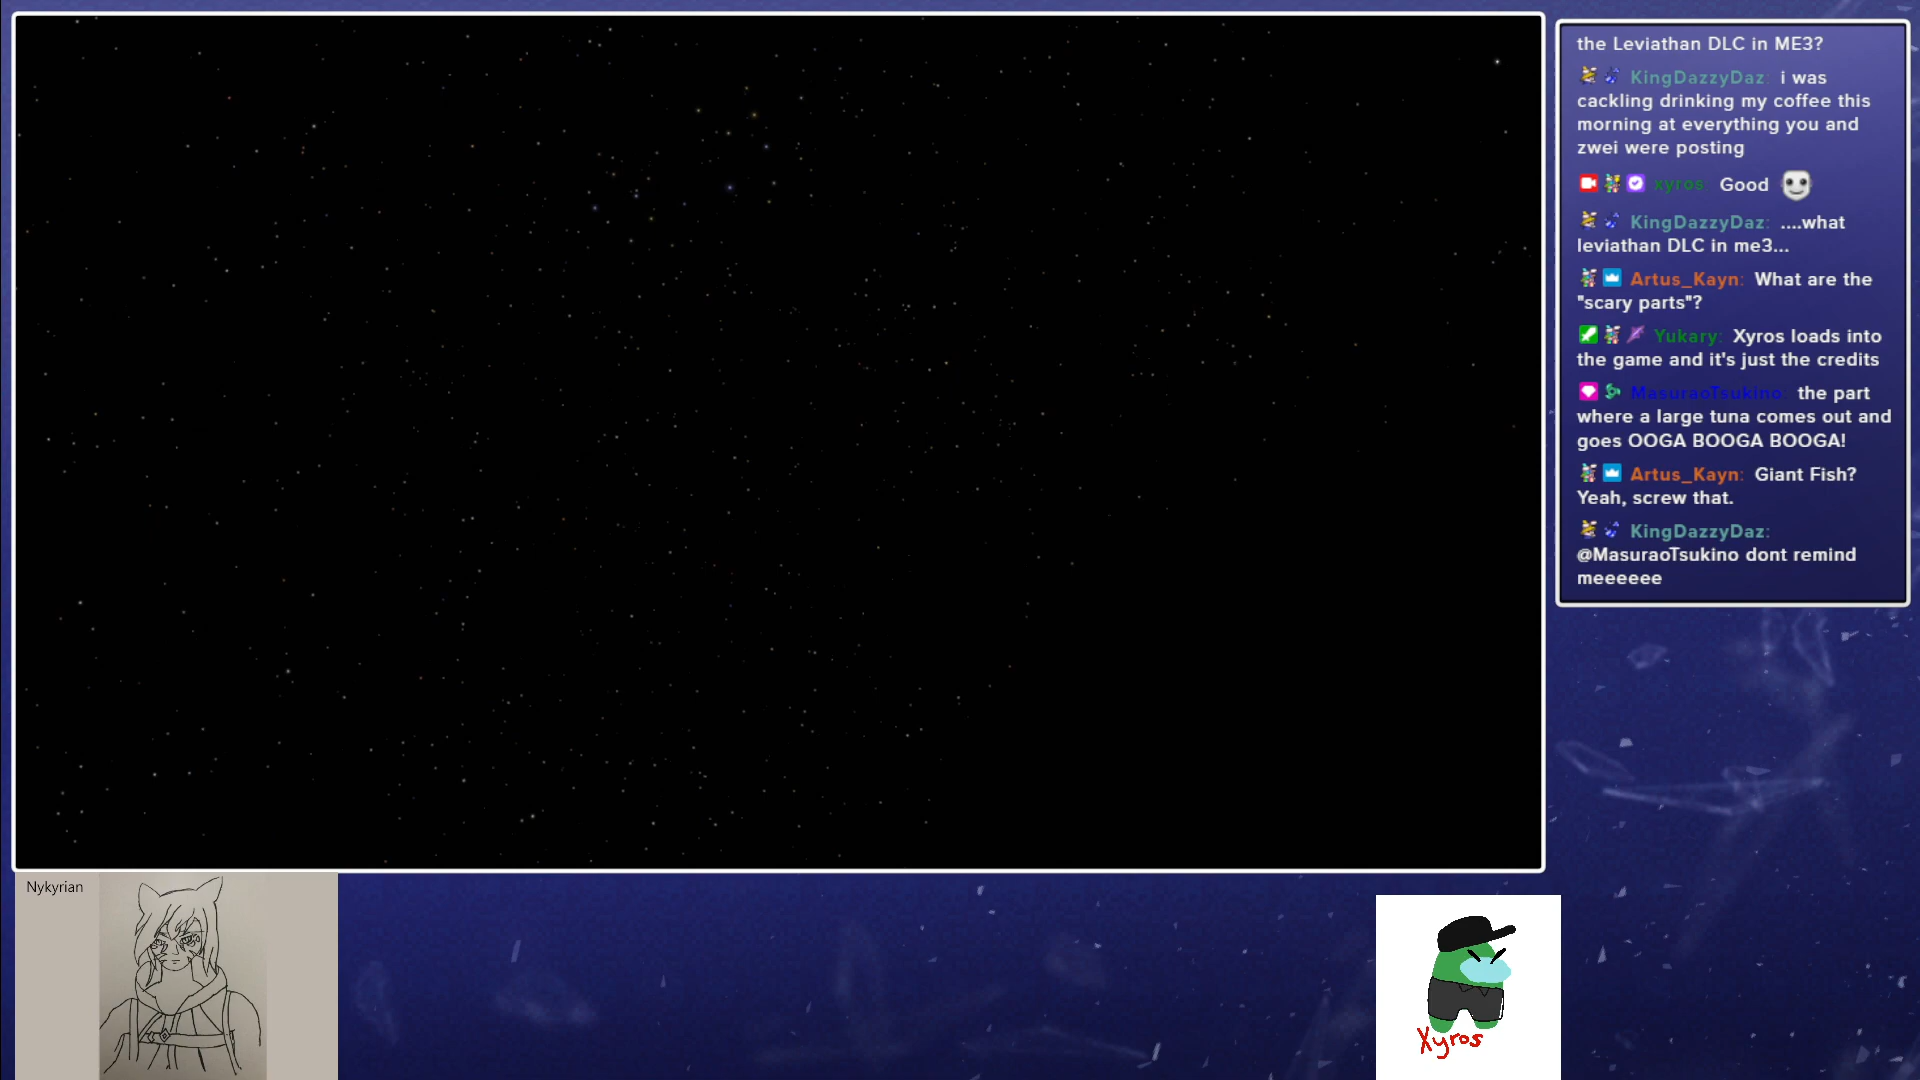 the Leviathan DLC in ME3?
KingDazzyDaz: i was
cackling drinking my coffee this
morning at everything you and
zwei were posting
xyros: Good
KingDazzyDaz: ....what
leviathan DLC in me3...
Artus_Kayn: What are the
"scary parts"?
Yukary: Xyros loads into
the game and it's just the credits
MasuraoTsukino: the part
where a large tuna comes out and
goes OOGA BOOGA BOOGA!
Artus_Kayn: Giant Fish?
Yeah, screw that.
KingDazzyDaz:
@MasuraoTsukino dont remind
meeeeee
Nykyrian
Xyros